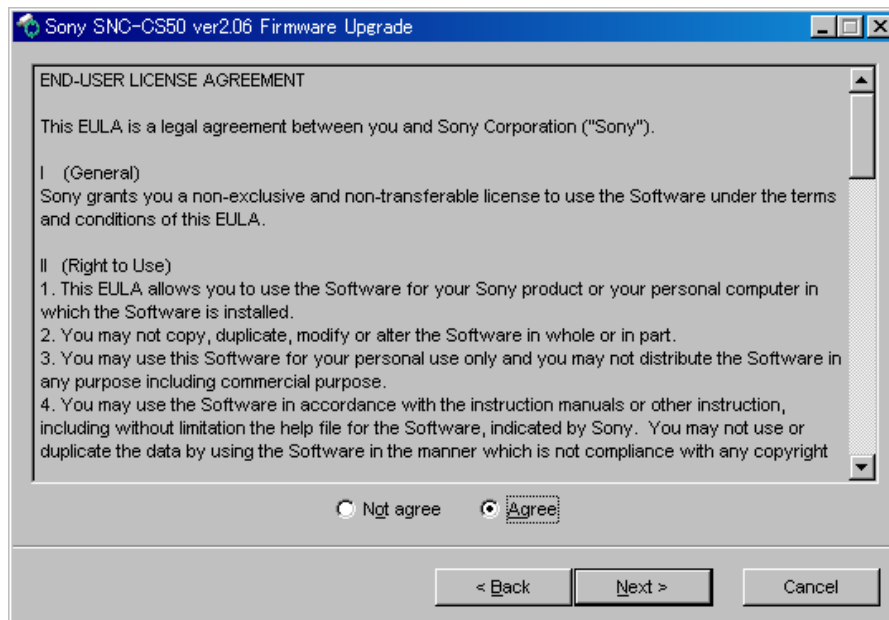 Sony SNC-CS50 ver2.06 Firmware Upgrade
END-USER LICENSE AGREEMENT
This EULA is a legal agreement between you and Sony Corporation ("Sony").
I (General)
Sony grants you a non-exclusive and non-transferable license to use the Software under the terms
and conditions of this EULA.
II (Right to Use)
1. This EULA allows you to use the Software for your Sony product or your personal computer in
which the Software is installed.
2. You may not copy, duplicate, modify or alter the Software in whole or in part.
3. You may use this Software for your personal use only and you may not distribute the Software in
any purpose including commercial purpose.
4. You may use the Software in accordance with the instruction manuals or other instruction,
including without limitation the help file for the Software, indicated by Sony. You may not use or
duplicate the data by using the Software in the manner which is not compliance with any copyright
Not agree
Agree
< Back
Next >
Cancel